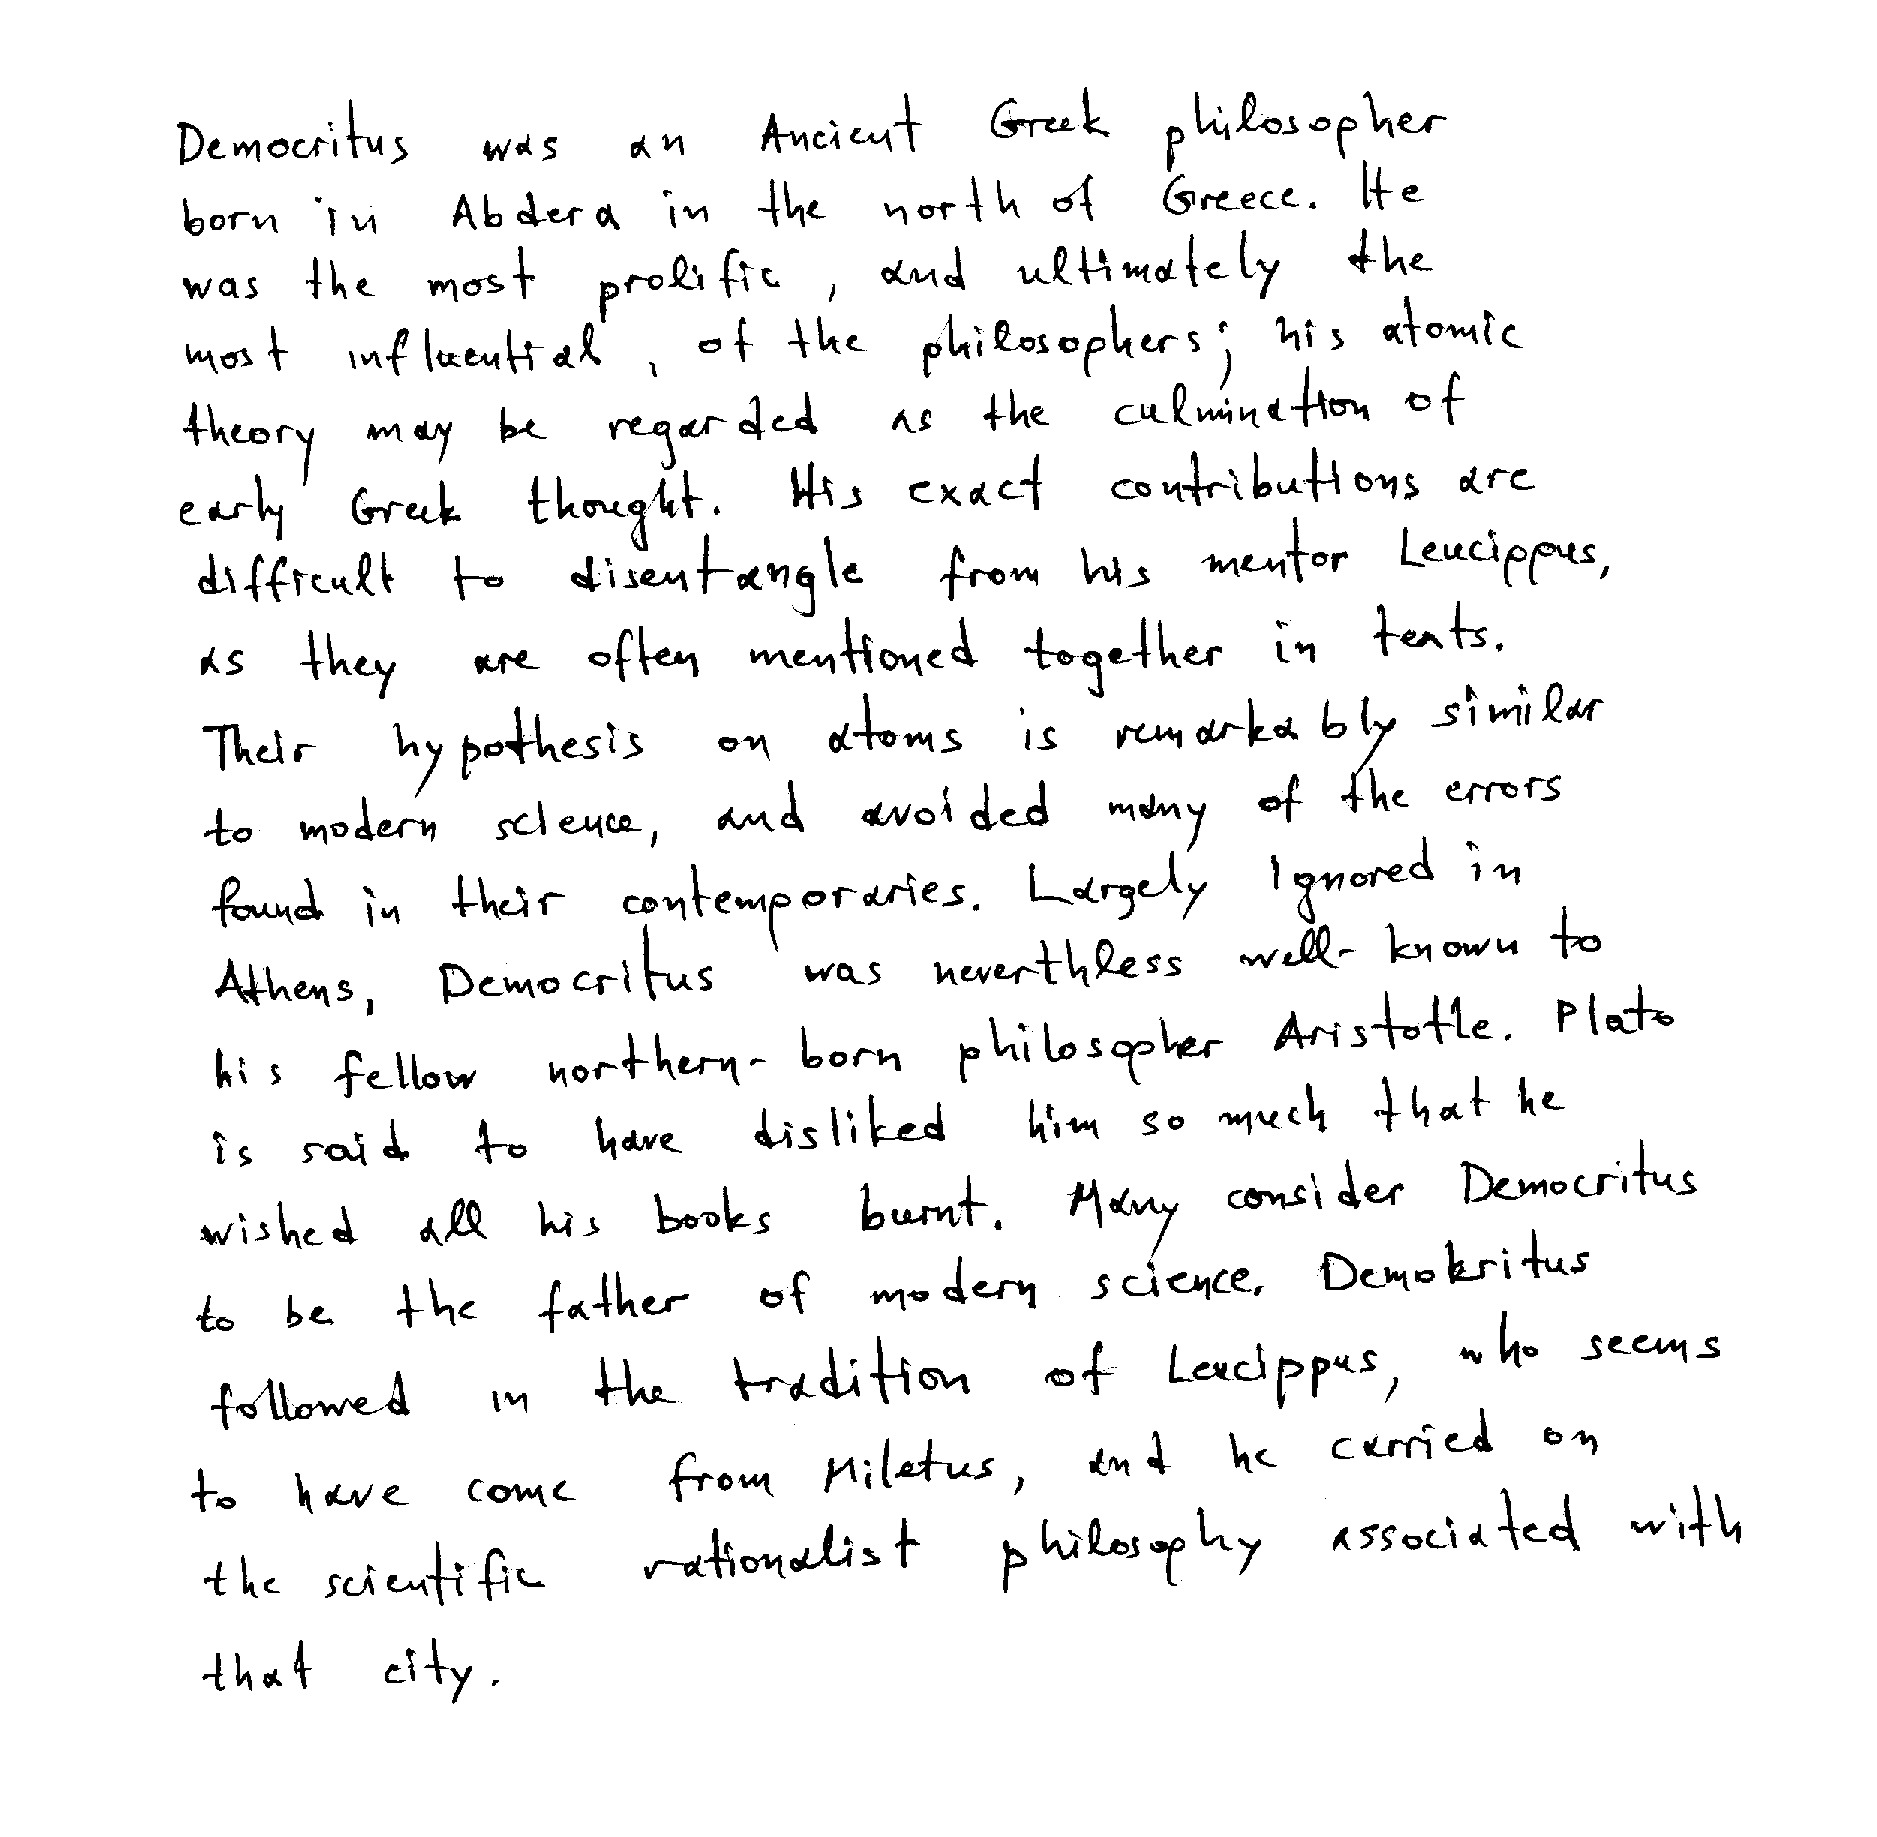 Democritus was an Ancient Greek philosopher
born in Abdera in the north of Greece. He
was the most prolific, and ultimately the
most influential, of the philosophers; his atomic
theory may be regarded as the culmination of
early Greek thought. His exact contributions are
difficult to disentangle from his mentor Leucippus,
as they are often mentioned together in texts.
Their hypothesis on atoms is remarkably similar
to modern science, and avoided many of the errors
found in their contemporaries. Largely Ignored in
Athens, Democritus was neverthless well-known to
his fellow northern-born philosopher Aristotle. Plato
is said to have disliked him so much that he
wished all his books burnt. Many consider Democritus
to be the father of modern science. Demokritus
followed in the tradition of Leucippus, who seems
to have come from Miletus, and he carried on
the scientific rationalist philosophy associated with
that city.